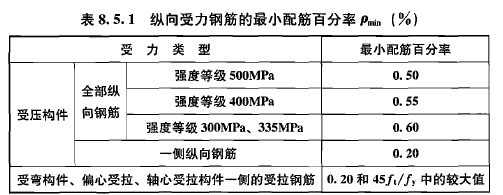 表 8.5.1 纵向受力钢筋的最小配筋百分率 ρmin (%)
受 力 类 型 最小配筋百分率
受压构件 全部纵向钢筋 强度等级 500MPa 0.50
强度等级 400MPa 0.55
强度等级 300MPa、335MPa 0.60
一侧纵向钢筋 0.20
受弯构件、偏心受拉、轴心受拉构件一侧的受拉钢筋 0.20 和 45ft/fy 中的较大值